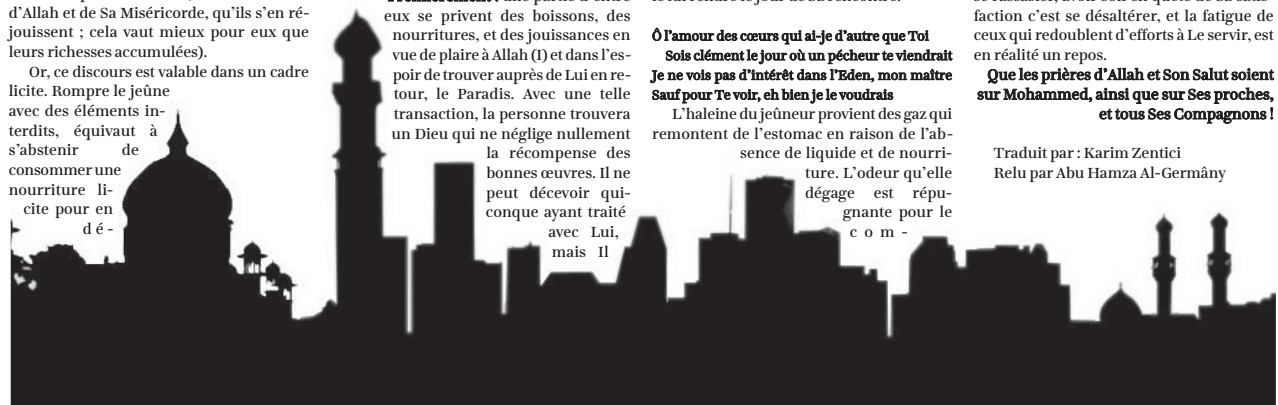 d'Allah et de Sa Miséricorde, qu'ils s'en ré-
jouissent ; cela vaut mieux pour eux que
leurs richesses accumulées).
Or, ce discours est valable dans un cadre
licite. Rompre le jeûne
avec des éléments in-
terdits, équivaut à
s'abstenir de
consommer une
nourriture li-
cite pour en
dé-
eux se privent des boissons, des
nourritures, et des jouissances en
vue de plaire à Allah (I) et dans l'es-
poir de trouver auprès de Lui en re-
tour, le Paradis. Avec une telle
transaction, la personne trouvera
un Dieu qui ne néglige nullement
la récompense des
bonnes œuvres. Il ne
peut décevoir qui-
conque ayant traité
avec Lui,
mais Il
Ô l'amour des cœurs qui ai-je d'autre que Toi
Sois clément le jour où un pécheur te viendrait
Je ne vois pas d'intérêt dans l'Eden, mon maître
Sauf pour Te voir, eh bien je le voudrais
L'haleine du jeûneur provient des gaz qui
remontent de l'estomac en raison de l'ab-
sence de liquide et de nourri-
ture. L'odeur qu'elle
dégage est répu-
gnante pour le
com-
faction c'est se désaltérer, et la fatigue de
ceux qui redoublent d'efforts à Le servir, est
en réalité un repos.
Que les prières d'Allah et Son Salut soient
sur Mohammed, ainsi que sur Ses proches,
et tous Ses Compagnons !
Traduit par : Karim Zentici
Relu par Abu Hamza Al-Germâny